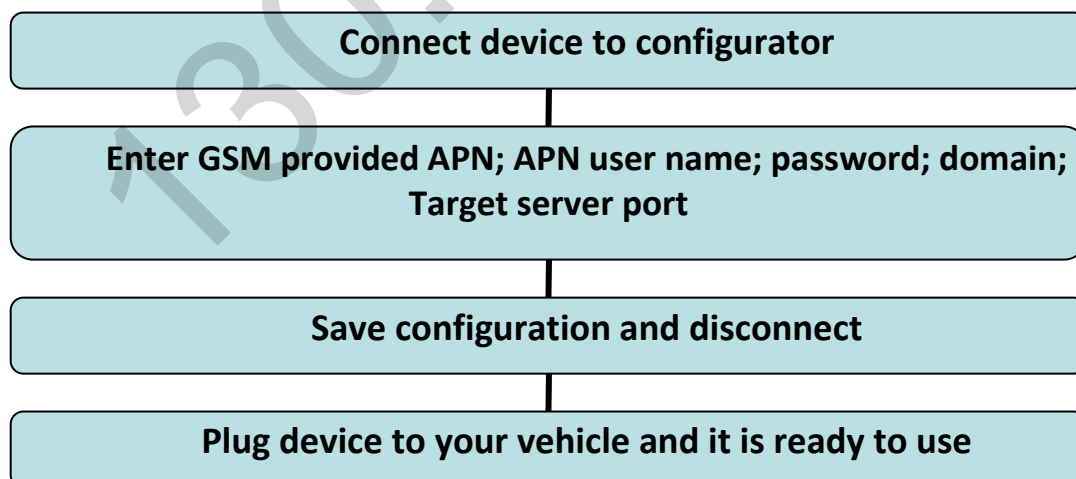 Connect device to configurator
Enter GSM provided APN; APN user name; password; domain;
Target server port
Save configuration and disconnect
Plug device to your vehicle and it is ready to use
130.